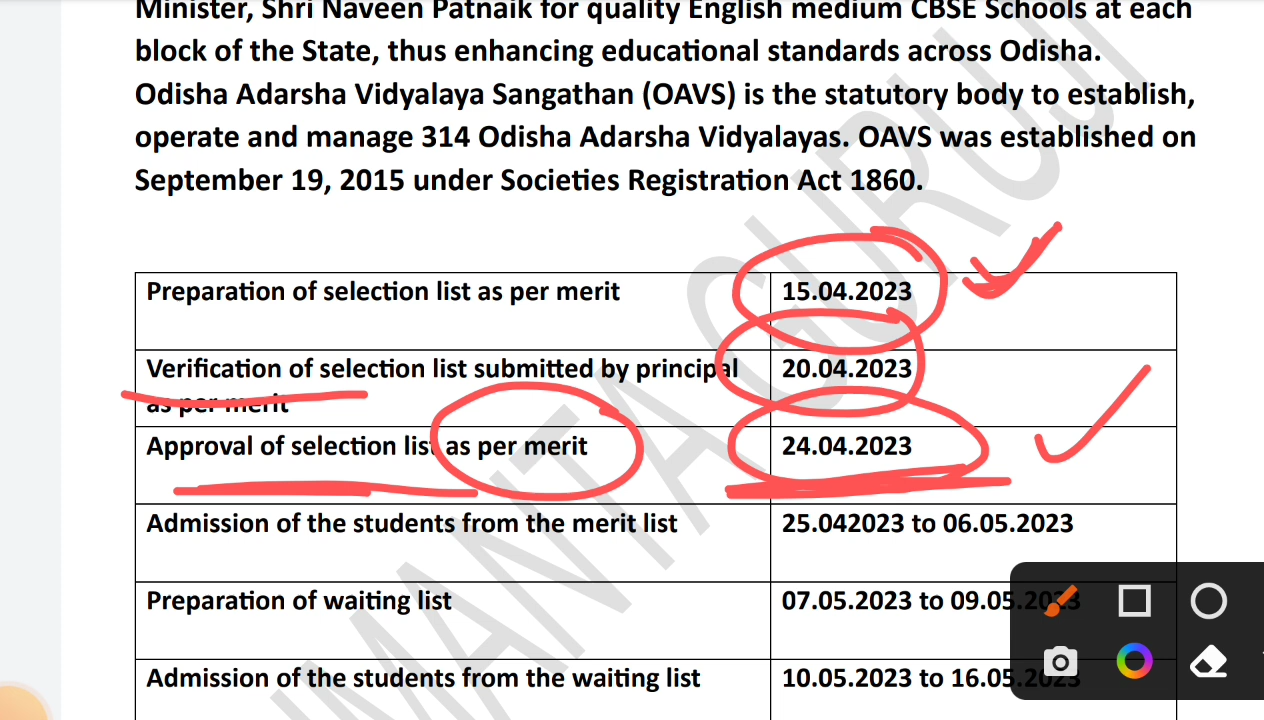 Minister, Shri Naveen Patnaik for quality English medium CBSE Schools at each
block of the State, thus enhancing educational standards across Odisha.
Odisha Adarsha Vidyalaya Sangathan (OAVS) is the statutory body to establish,
operate and manage 314 Odisha Adarsha Vidyalayas. OAVS was established on
September 19, 2015 under Societies Registration Act 1860.
Preparation of selection list as per merit 15.04.2023
Verification of selection list submitted by principal 20.04.2023
as per merit
Approval of selection list as per merit 24.04.2023
Admission of the students from the merit list 25.042023 to 06.05.2023
Preparation of waiting list 07.05.2023 to 09.05.2023
Admission of the students from the waiting list 10.05.2023 to 16.05.2023
MANTA GURUJI